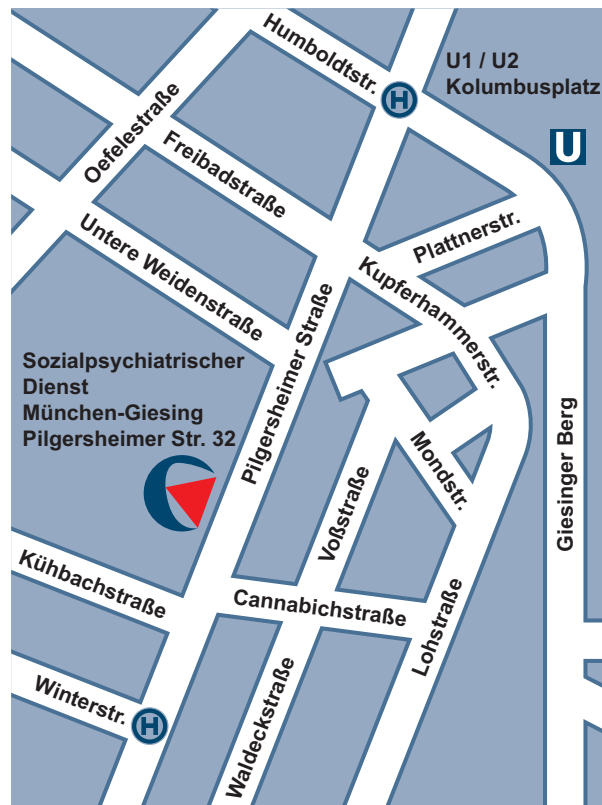 Humboldtstr.
H
U1 / U2
Kolumbusplatz
U
Oefelestraße
Freibadstraße
Plattnerstr.
Untere Weidenstraße
Kupferhammerstr.
Pilgersheimer Straße
Sozialpsychiatrischer
Dienst
München-Giesing
Pilgersheimer Str. 32
Mondstr.
Giesinger Berg
Voßstraße
Kühbachstraße
Cannabichstraße
Lohstraße
Winterstr.
H
Waldeckstraße